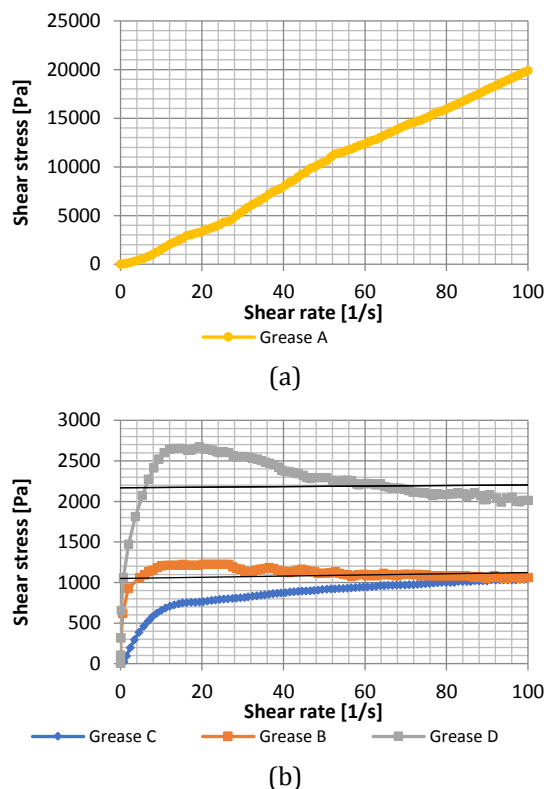 25000
20000
15000
10000
5000
0
Shear stress [Pa]
0 20 40 60 80 100
Shear rate [1/s]
Grease A
(a)
3000
2500
2000
1500
1000
500
0
Shear stress [Pa]
0 20 40 60 80 100
Shear rate [1/s]
Grease C Grease B Grease D
(b)